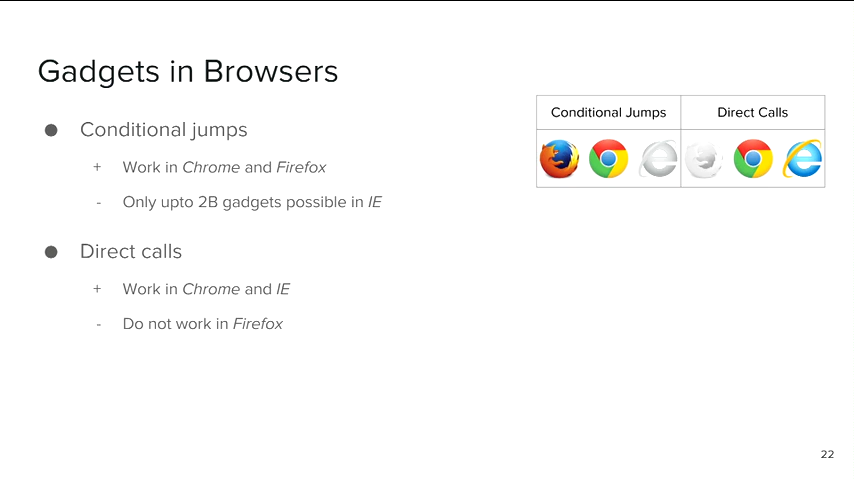 Gadgets in Browsers
● Conditional jumps
+ Work in Chrome and Firefox
- Only upto 2B gadgets possible in IE
● Direct calls
+ Work in Chrome and IE
- Do not work in Firefox
Conditional Jumps Direct Calls
22